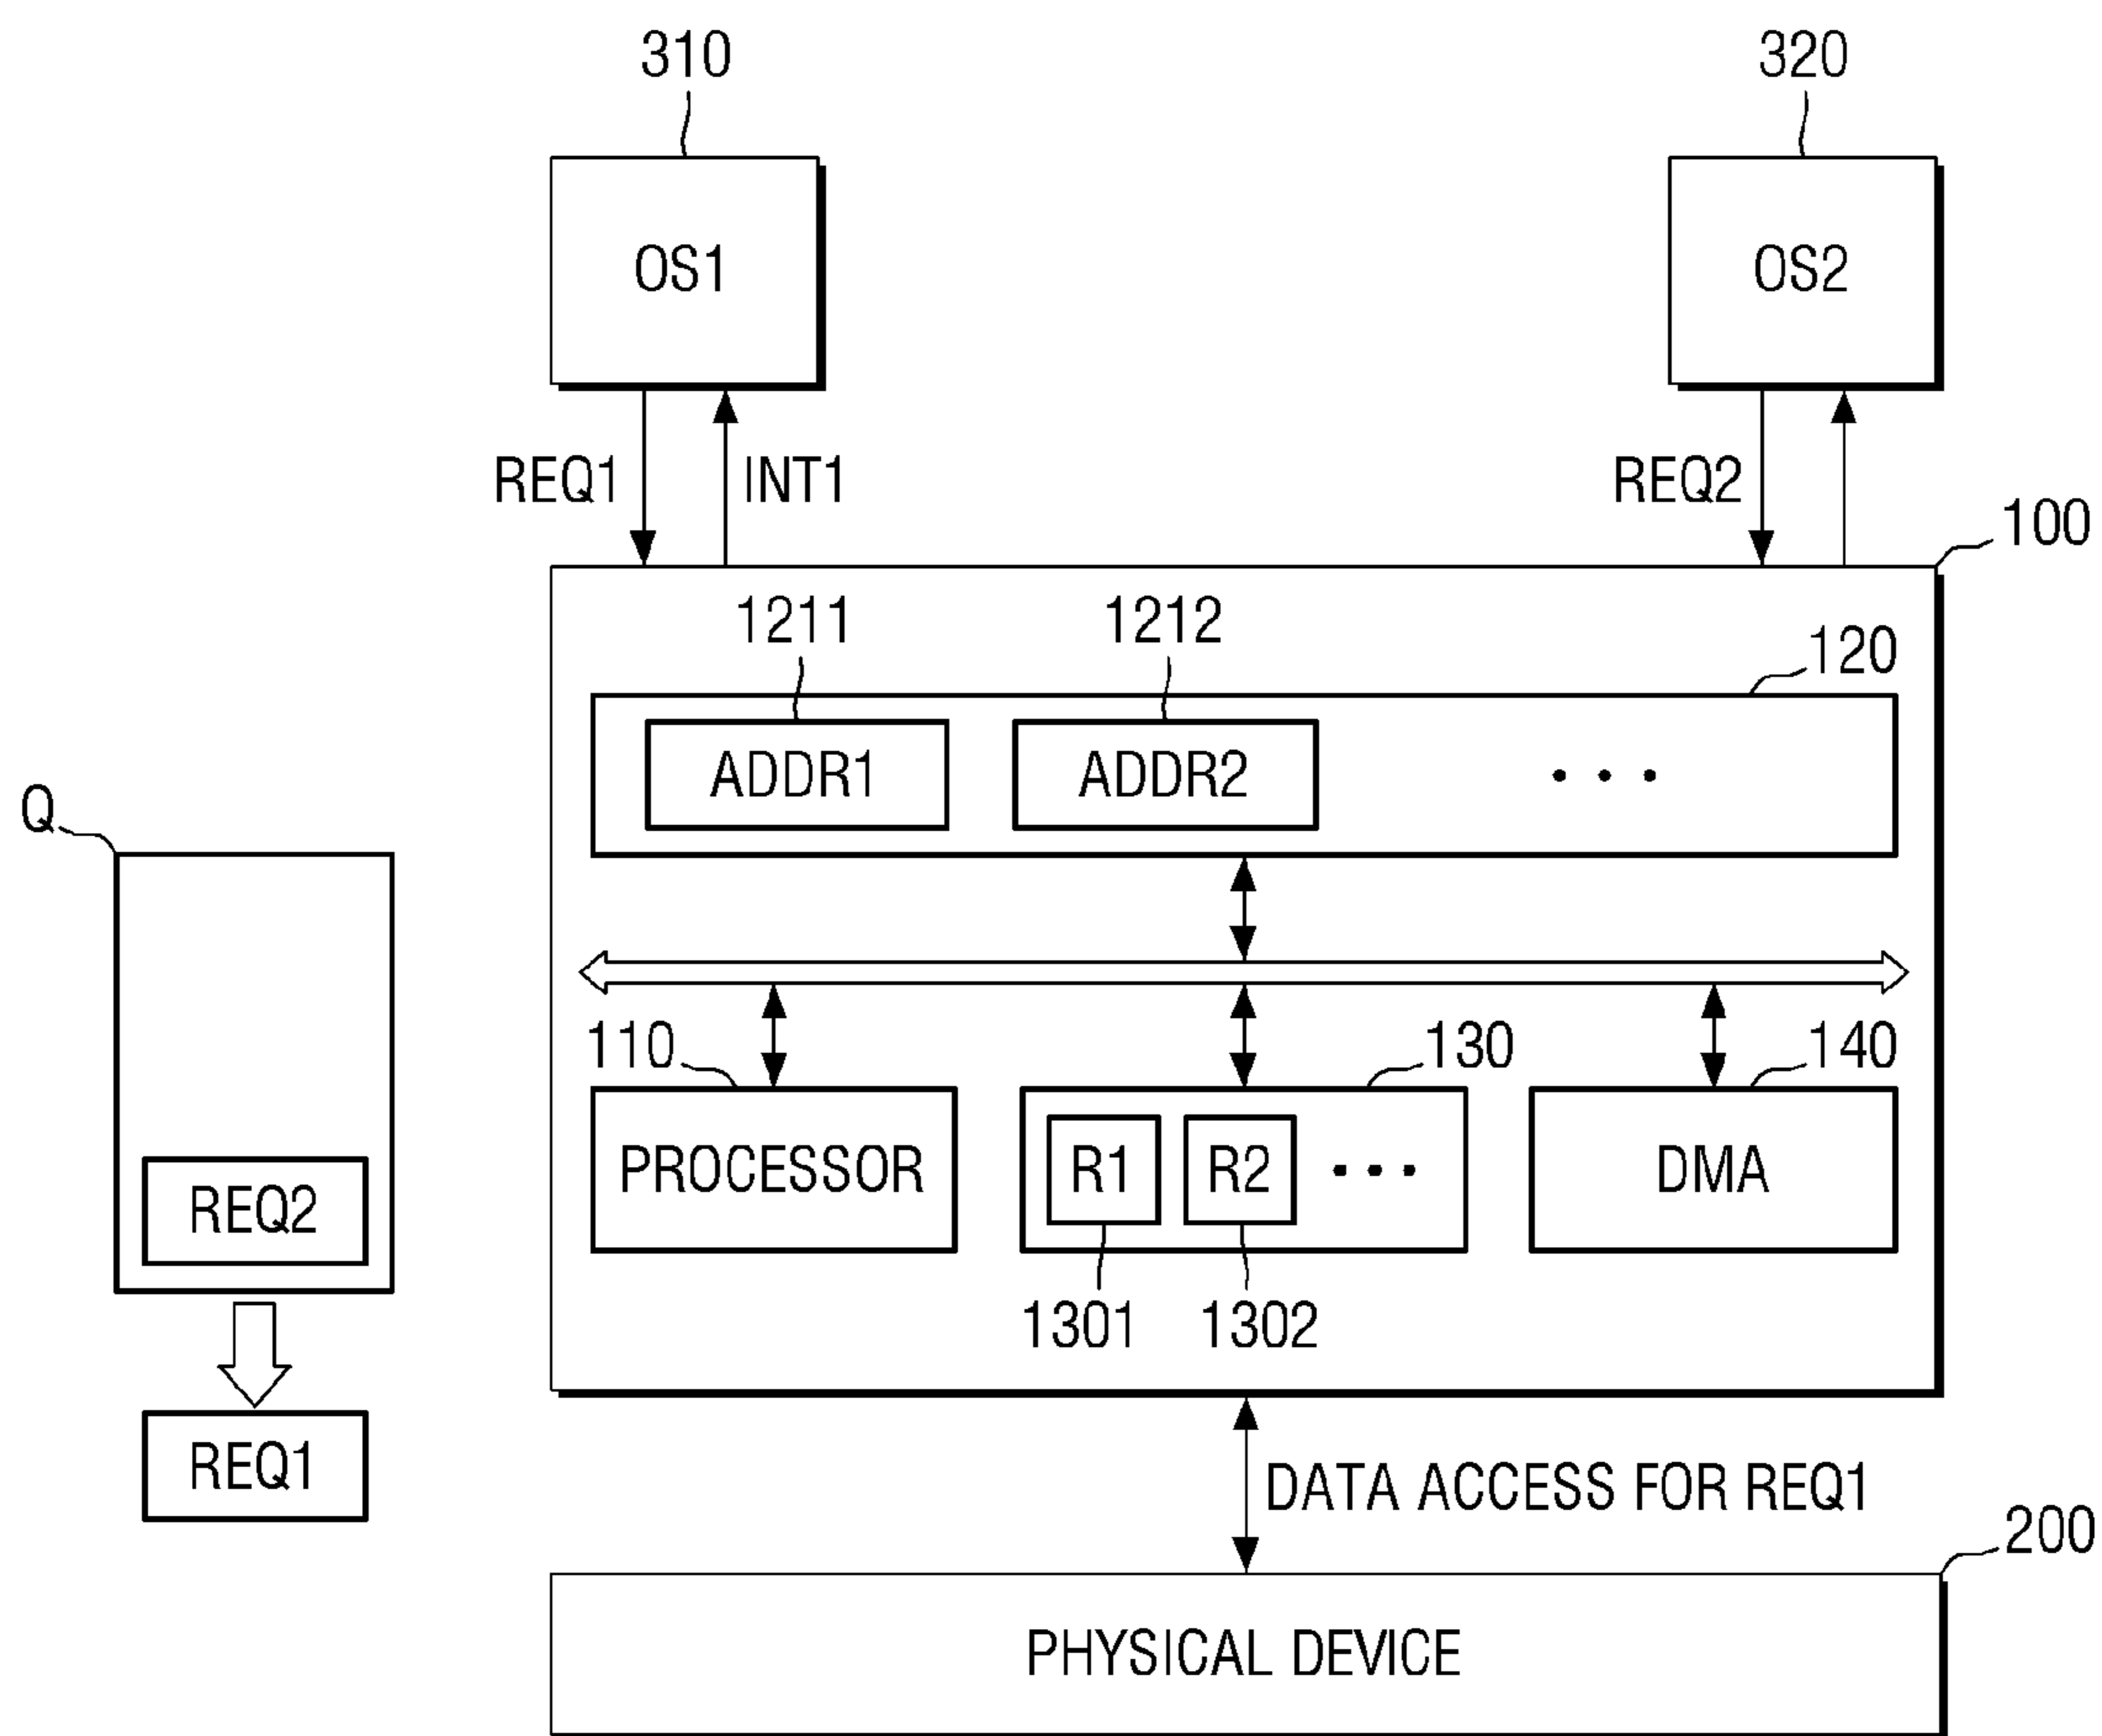 310
320
OS1
OS2
REQ1
INT1
REQ2
100
1211
1212
120
ADDR1
ADDR2
• • •
Q
110
130
140
PROCESSOR
R1
R2
• • •
DMA
REQ2
1301
1302
REQ1
DATA ACCESS FOR REQ1
200
PHYSICAL DEVICE